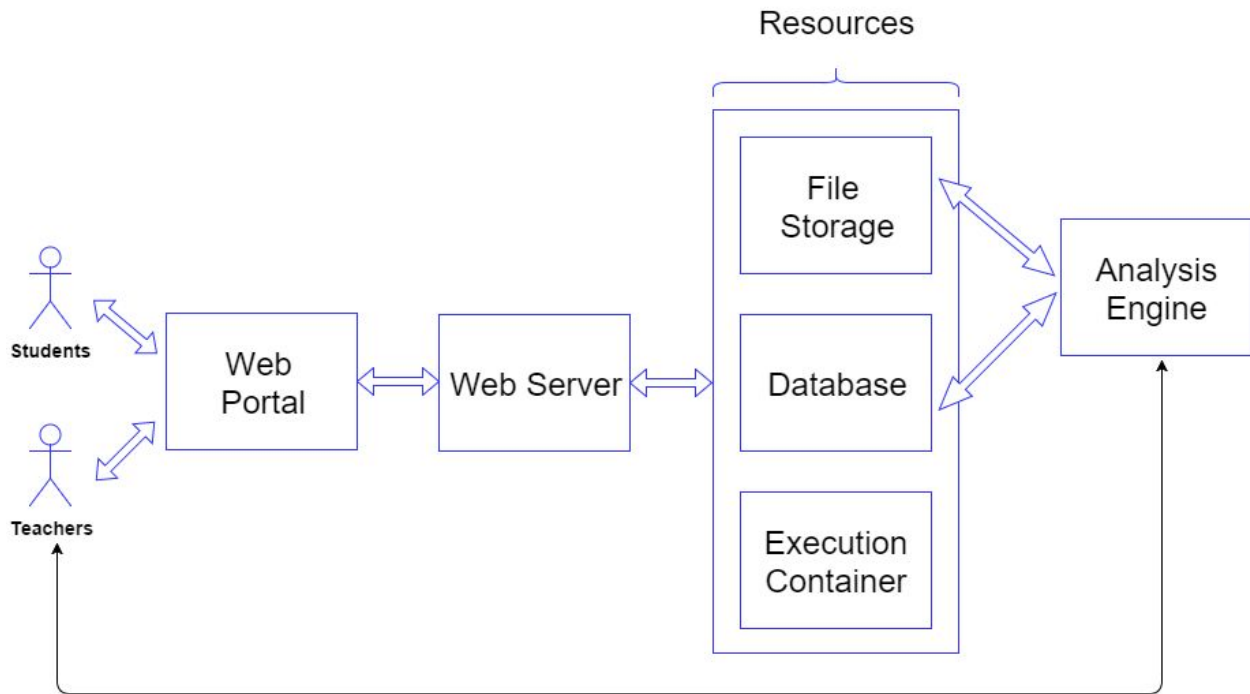 Resources
File
Storage
Analysis
Engine
Students
Web
Portal
Web Server
Database
Teachers
Execution
Container